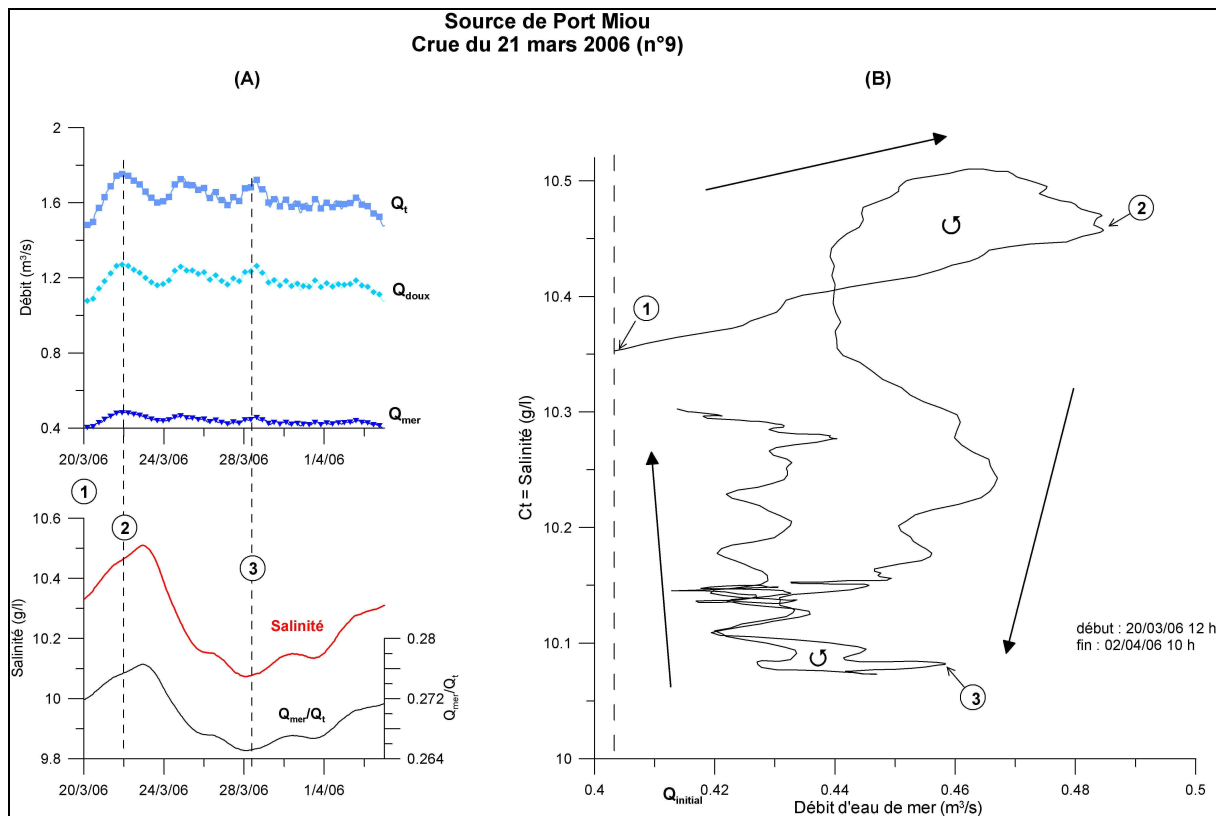 Source de Port Miou
Crue du 21 mars 2006 (n°9)
(A)
2
1.6
1.2
0.8
0.4
Débit (m³/s)
Qt
Qdoux
Qmer
20/3/06 24/3/06 28/3/06 1/4/06
1
2
3
10.6
10.4
10.2
10
9.8
Salinité (g/l)
Salinité
Qmer/Qt
0.28
0.272
0.264
Qmer/Qt
20/3/06 24/3/06 28/3/06 1/4/06
(B)
10.5
10.4
10.3
10.2
10.1
10
Ct = Salinité (g/l)
1
2
3
début : 20/03/06 12 h
fin : 02/04/06 10 h
0.4 0.42 0.44 0.46 0.48 0.5
Qinitial
Débit d'eau de mer (m³/s)